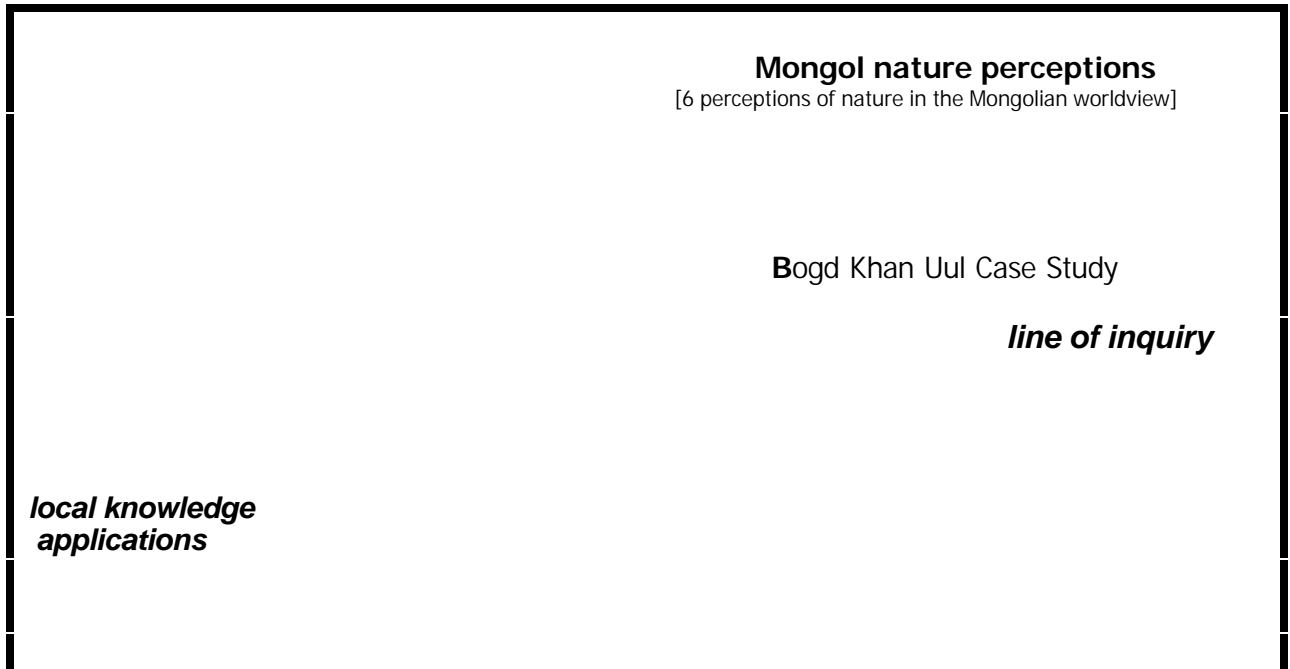 Mongol nature perceptions
[6 perceptions of nature in the Mongolian worldview]
Bogd Khan Uul Case Study
line of inquiry
local knowledge
applications